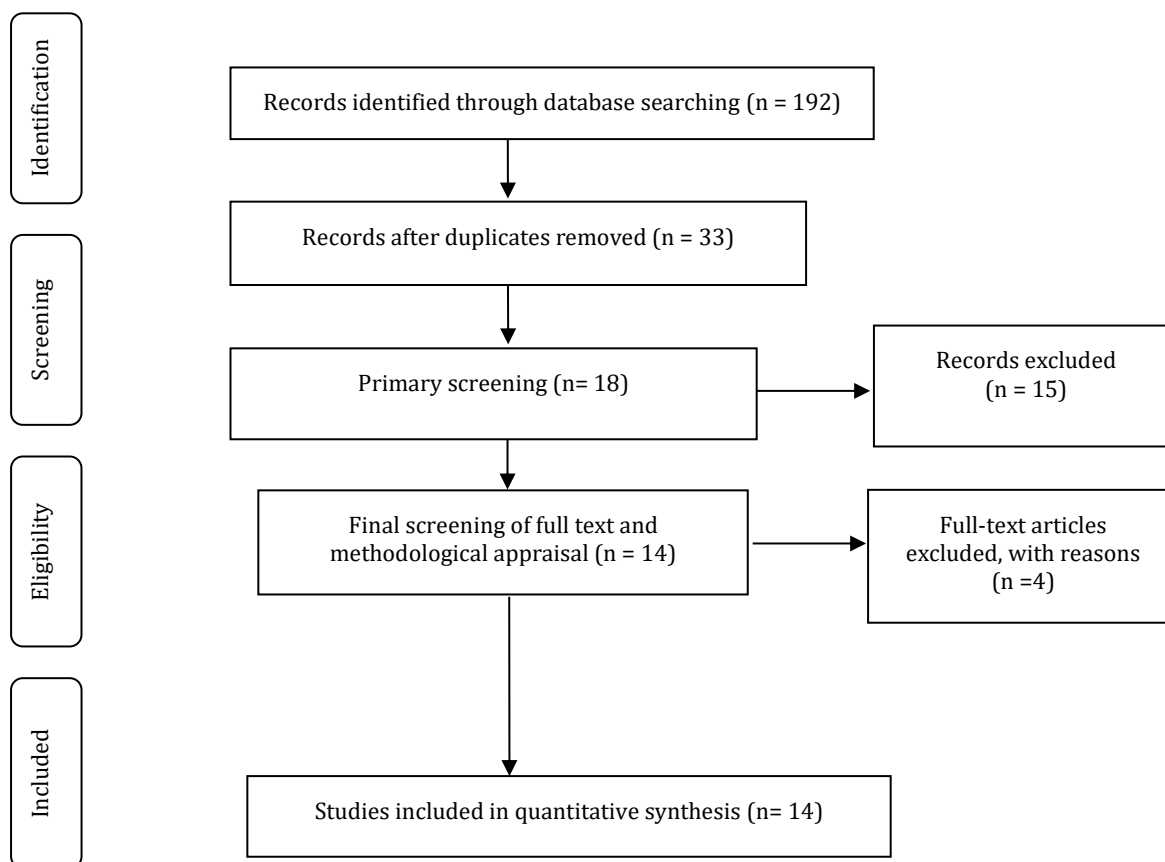 Identification
Records identified through database searching (n = 192)
Records after duplicates removed (n = 33)
Screening
Primary screening (n= 18)
Records excluded
(n = 15)
Eligibility
Final screening of full text and
methodological appraisal (n = 14)
Full-text articles
excluded, with reasons
(n =4)
Included
Studies included in quantitative synthesis (n= 14)